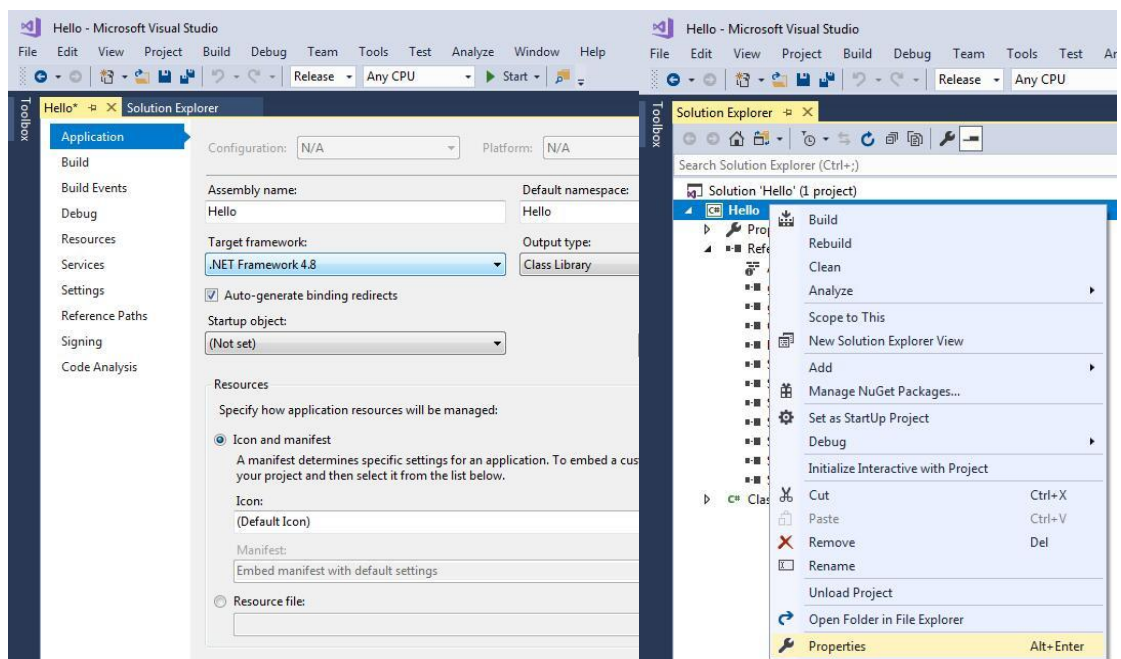 Hello - Microsoft Visual Studio
File Edit View Project Build Debug Team Tools Test Analyze Window Help
Release Any CPU Start
Toolbox
Hello* Solution Explorer
Application
Build
Build Events
Debug
Resources
Services
Settings
Reference Paths
Signing
Code Analysis
Configuration: N/A Platform: N/A
Assembly name: Default namespace:
Hello Hello
Target framework: Output type:
.NET Framework 4.8 Class Library
Auto-generate binding redirects
Startup object:
(Not set)
Resources
Specify how application resources will be managed:
Icon and manifest
A manifest determines specific settings for an application. To embed a cus
your project and then select it from the list below.
Icon:
(Default Icon)
Manifest:
Embed manifest with default settings
Resource file:
Hello - Microsoft Visual Studio
File Edit View Project Build Debug Team Tools Test An
Release Any CPU
Toolbox
Solution Explorer
Search Solution Explorer (Ctrl+;)
Solution 'Hello' (1 project)
C# Hello
Prop
Refe
C# Clas
Build
Rebuild
Clean
Analyze
Scope to This
New Solution Explorer View
Add
Manage NuGet Packages...
Set as StartUp Project
Debug
Initialize Interactive with Project
Cut Ctrl+X
Paste Ctrl+V
Remove Del
Rename
Unload Project
Open Folder in File Explorer
Properties Alt+Enter